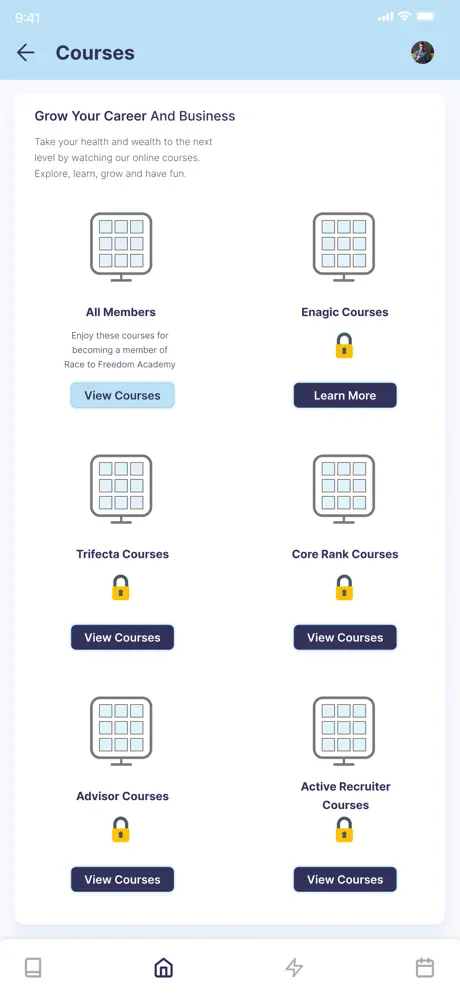 9:41
Courses
Grow Your Career And Business
Take your health and wealth to the next
level by watching our online courses.
Explore, learn, grow and have fun.
All Members
Enjoy these courses for
becoming a member of
Race to Freedom Academy
View Courses
Enagic Courses
Learn More
Trifecta Courses
View Courses
Core Rank Courses
View Courses
Advisor Courses
View Courses
Active Recruiter
Courses
View Courses